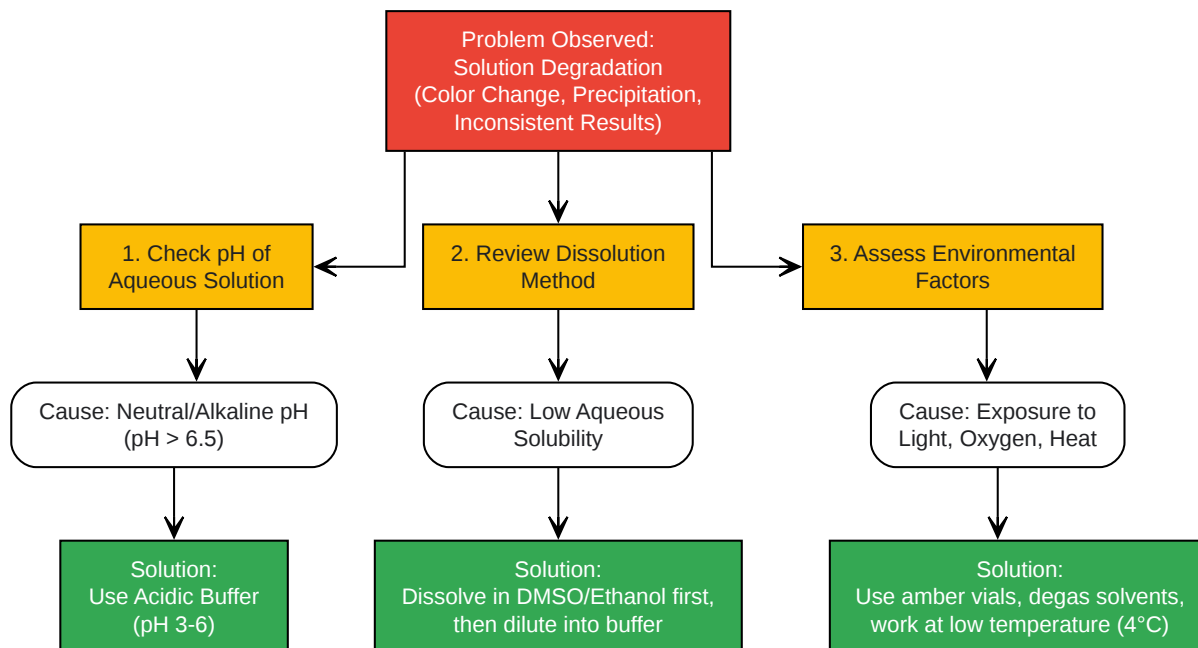 Problem Observed:
Solution Degradation
(Color Change, Precipitation,
Inconsistent Results)
1. Check pH of
Aqueous Solution
2. Review Dissolution
Method
3. Assess Environmental
Factors
Cause: Neutral/Alkaline pH
(pH > 6.5)
Cause: Low Aqueous
Solubility
Cause: Exposure to
Light, Oxygen, Heat
Solution:
Use Acidic Buffer
(pH 3-6)
Solution:
Dissolve in DMSO/Ethanol first,
then dilute into buffer
Solution:
Use amber vials, degas solvents,
work at low temperature (4°C)